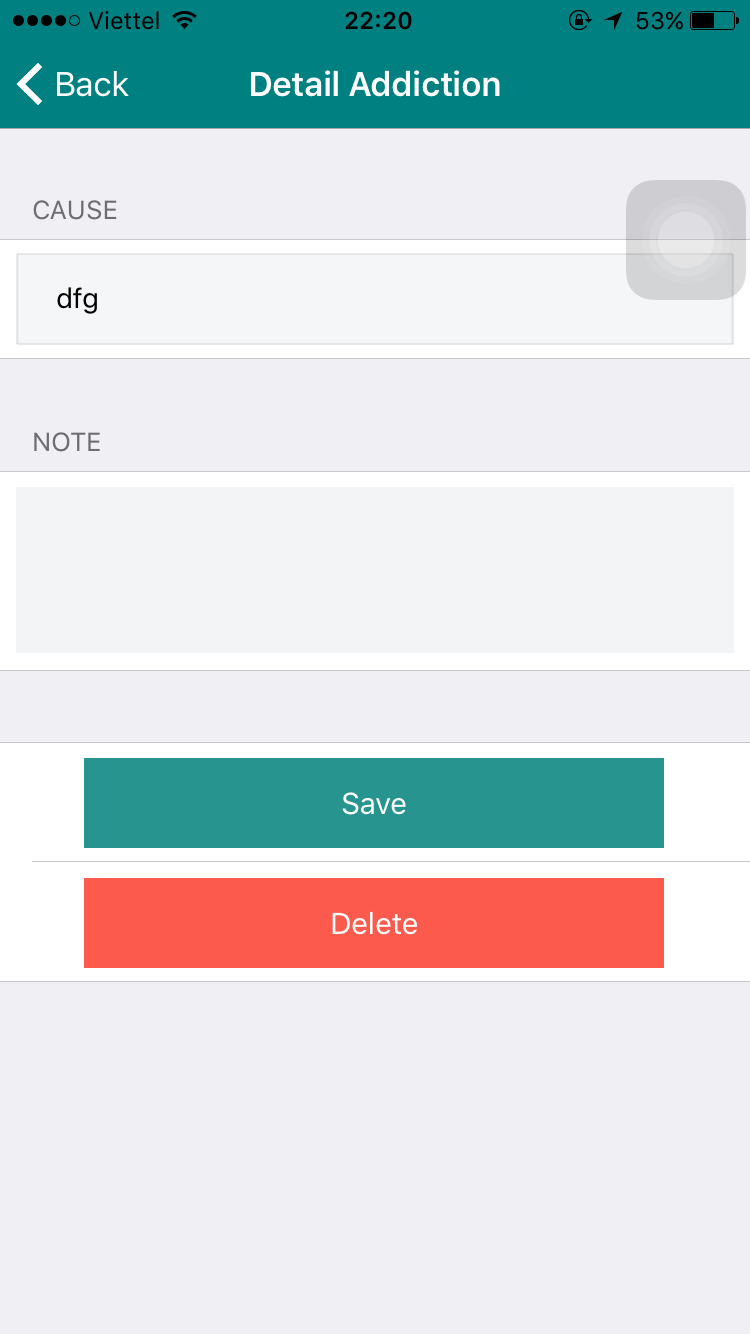 Viettel 22:20 53%
Back Detail Addiction
CAUSE
dfg
NOTE
Save
Delete